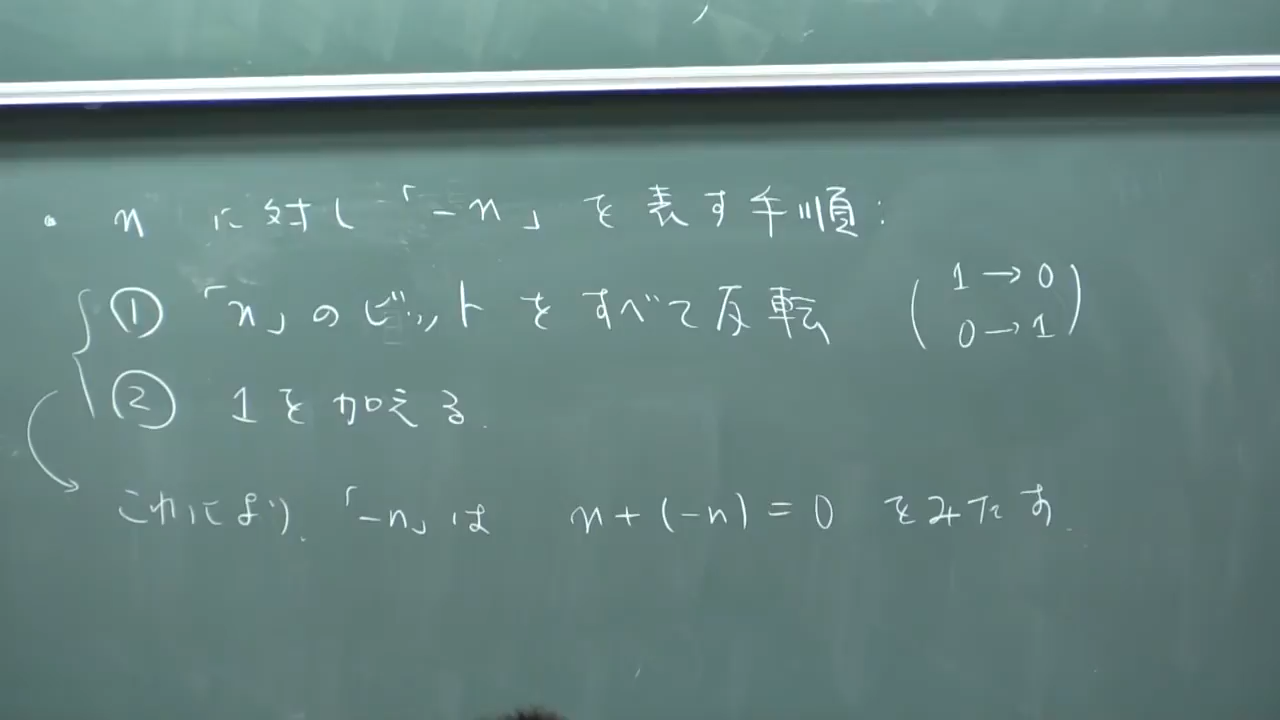 ・ n に対し「-n」を表す手順:
① 「n」のビットをすべて反転 (1→0
0→1)
② 1を加える.
これにより、「-n」は n+(-n)=0 をみたす.